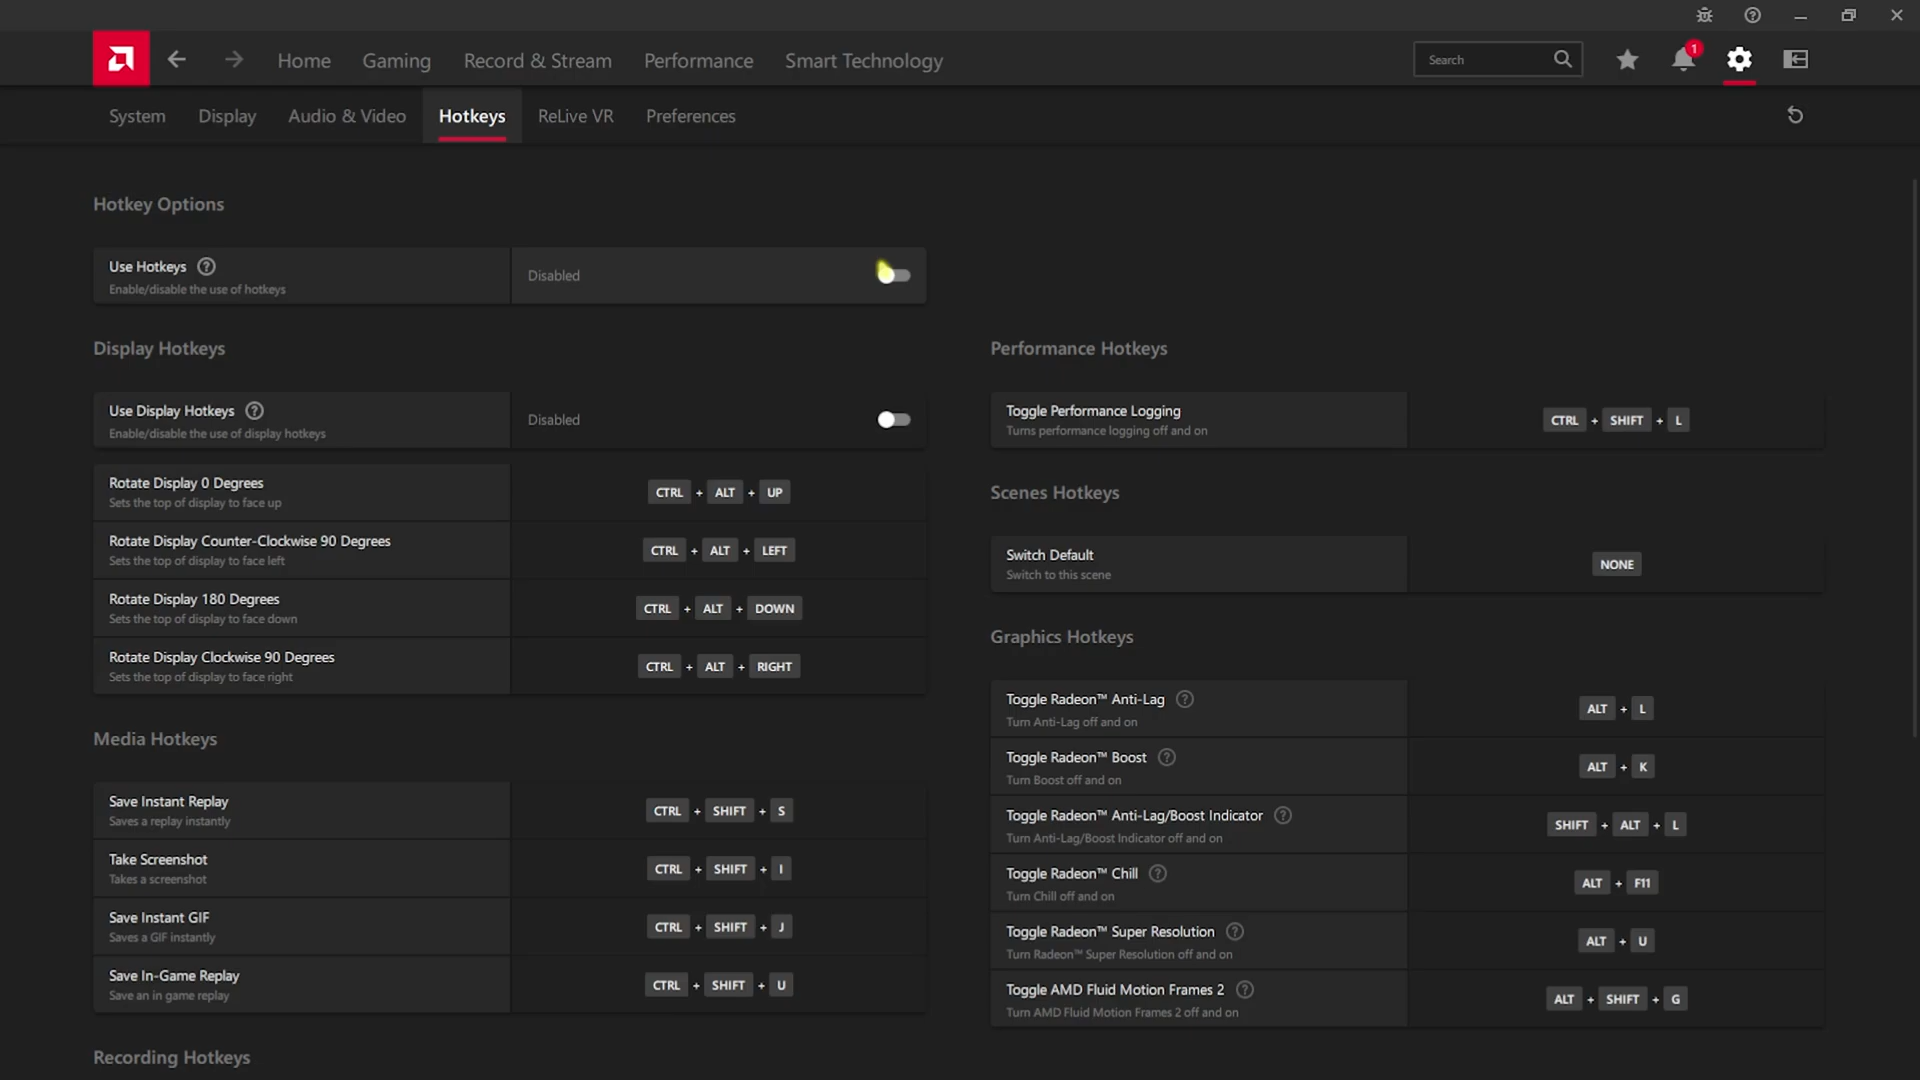 1
Home
Gaming
Record & Stream
Performance
Smart Technology
Search
System
Display
Audio & Video
Hotkeys
ReLive VR
Preferences
Hotkey Options
Use Hotkeys ?
Enable/disable the use of hotkeys
Disabled
Display Hotkeys
Use Display Hotkeys ?
Enable/disable the use of display hotkeys
Disabled
Rotate Display 0 Degrees
Sets the top of display to face up
CTRL + ALT + UP
Rotate Display Counter-Clockwise 90 Degrees
Sets the top of display to face left
CTRL + ALT + LEFT
Rotate Display 180 Degrees
Sets the top of display to face down
CTRL + ALT + DOWN
Rotate Display Clockwise 90 Degrees
Sets the top of display to face right
CTRL + ALT + RIGHT
Media Hotkeys
Save Instant Replay
Saves a replay instantly
CTRL + SHIFT + S
Take Screenshot
Takes a screenshot
CTRL + SHIFT + I
Save Instant GIF
Saves a GIF instantly
CTRL + SHIFT + J
Save In-Game Replay
Save an in game replay
CTRL + SHIFT + U
Recording Hotkeys
Performance Hotkeys
Toggle Performance Logging
Turns performance logging off and on
CTRL + SHIFT + L
Scenes Hotkeys
Switch Default
Switch to this scene
NONE
Graphics Hotkeys
Toggle Radeon™ Anti-Lag ?
Turn Anti-Lag off and on
ALT + L
Toggle Radeon™ Boost ?
Turn Boost off and on
ALT + K
Toggle Radeon™ Anti-Lag/Boost Indicator ?
Turn Anti-Lag/Boost Indicator off and on
SHIFT + ALT + L
Toggle Radeon™ Chill ?
Turn Chill off and on
ALT + F11
Toggle Radeon™ Super Resolution ?
Turn Radeon™ Super Resolution off and on
ALT + U
Toggle AMD Fluid Motion Frames 2 ?
Turn AMD Fluid Motion Frames 2 off and on
ALT + SHIFT + G